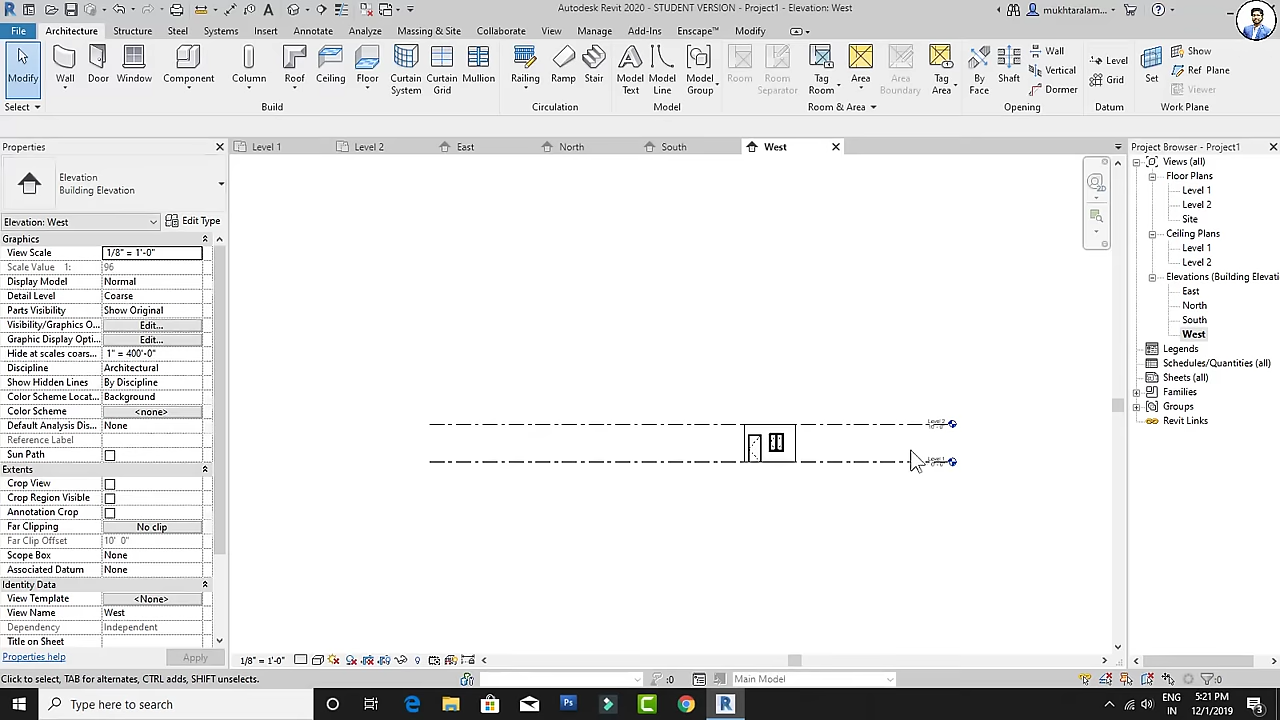 Autodesk Revit 2020 - STUDENT VERSION - Project1 - Elevation: West
mukhtaralam...
File Architecture Structure Steel Systems Insert Annotate Analyze Massing & Site Collaborate View Manage Add-Ins Enscape™ Modify
Modify Wall Door Window Component Column Roof Ceiling Floor Curtain System Curtain Grid Mullion Railing Ramp Stair Model Text Model Line Model Group Room Room Separator Tag Room Area Area Boundary Tag Area By Face Shaft Wall Vertical Dormer Level Grid Set Show Ref Plane Viewer
Select Build Circulation Model Room & Area Opening Datum Work Plane
Properties
Level 1 Level 2 East North South West
Project Browser - Project1
Elevation
Building Elevation
Elevation: West Edit Type
Graphics
View Scale 1/8" = 1'-0"
Scale Value 1: 96
Display Model Normal
Detail Level Coarse
Parts Visibility Show Original
Visibility/Graphics O... Edit...
Graphic Display Opti... Edit...
Hide at scales coars... 1" = 400'-0"
Discipline Architectural
Show Hidden Lines By Discipline
Color Scheme Locat... Background
Color Scheme <none>
Default Analysis Dis... None
Reference Label
Sun Path
Extents
Crop View
Crop Region Visible
Annotation Crop
Far Clipping No clip
Far Clip Offset 10' 0"
Scope Box None
Associated Datum None
Identity Data
View Template <None>
View Name West
Dependency Independent
Title on Sheet
Properties help Apply
2D
Level 2
Level 1
Views (all)
Floor Plans
Level 1
Level 2
Site
Ceiling Plans
Level 1
Level 2
Elevations (Building Elevati
East
North
South
West
Legends
Schedules/Quantities (all)
Sheets (all)
Families
Groups
Revit Links
1/8" = 1'-0"
Click to select, TAB for alternates, CTRL adds, SHIFT unselects. :0 Main Model :0
Type here to search
ENG
IN
5:21 PM
12/1/2019
3